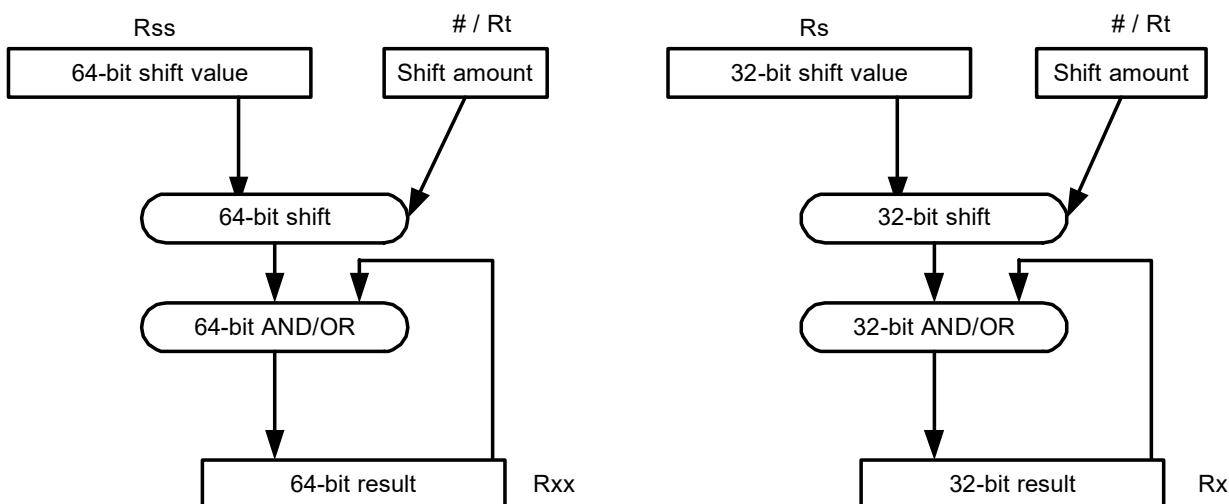 Rss
# / Rt
64-bit shift value
Shift amount
64-bit shift
64-bit AND/OR
64-bit result
Rxx
Rs
# / Rt
32-bit shift value
Shift amount
32-bit shift
32-bit AND/OR
32-bit result
Rx